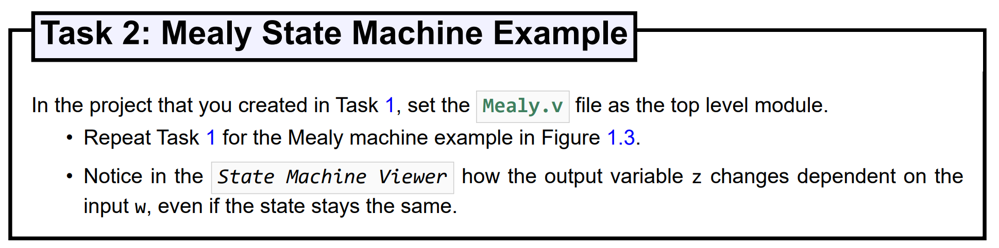 Task 2: Mealy State Machine Example
In the project that you created in Task 1, set the Mealy.v file as the top level module.
• Repeat Task 1 for the Mealy machine example in Figure 1.3.
• Notice in the State Machine Viewer how the output variable z changes dependent on the
input w, even if the state stays the same.